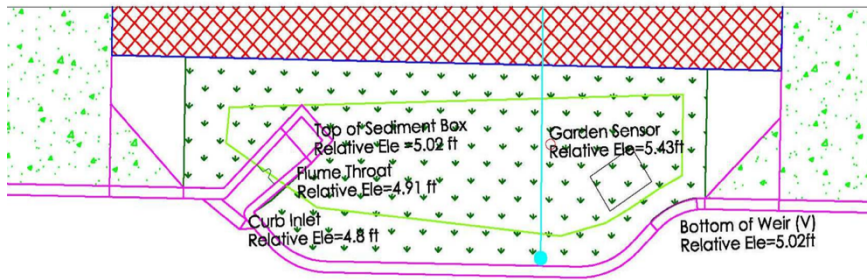 Top of Sediment Box
Relative Ele =5.02 ft
Garden Sensor
Relative Ele=5.43ft
Flume Throat
Relative Ele=4.91 ft
Curb Inlet
Relative Ele=4.8 ft
Bottom of Weir (V)
Relative Ele=5.02ft